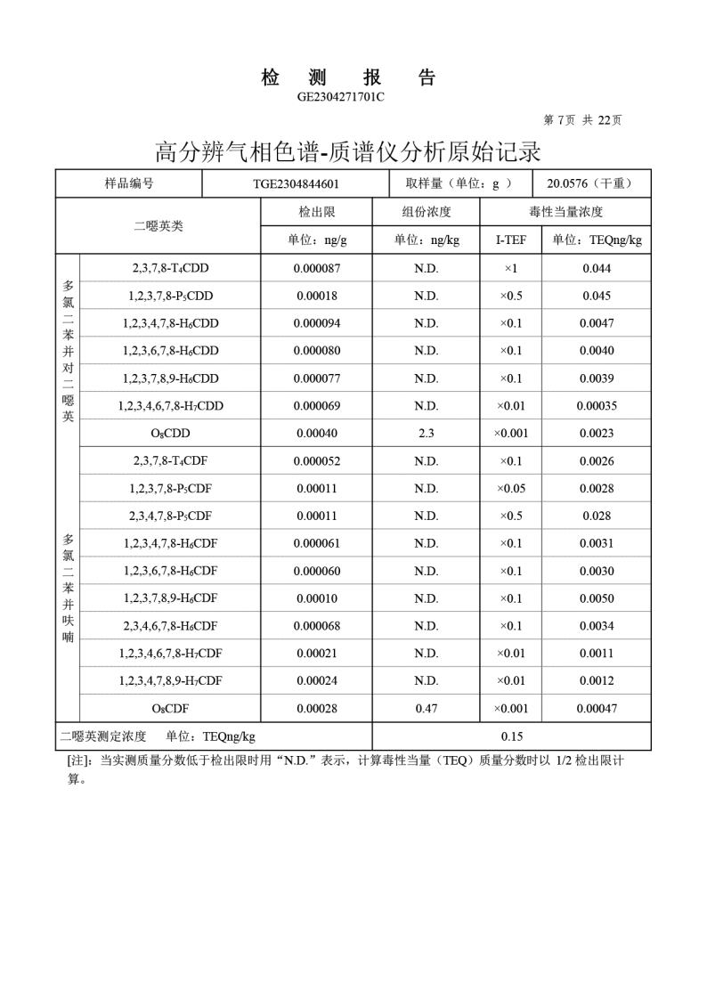 检 测 报 告
GE2304271701C
第 7页 共 22页
高分辨气相色谱-质谱仪分析原始记录
样品编号 TGE2304844601 取样量（单位：g ） 20.0576（干重）
二噁英类 检出限 组份浓度 毒性当量浓度
单位：ng/g 单位：ng/kg I-TEF 单位：TEQng/kg
多氯二苯并对二噁英
2,3,7,8-T₄CDD 0.000087 N.D. ×1 0.044
1,2,3,7,8-P₅CDD 0.00018 N.D. ×0.5 0.045
1,2,3,4,7,8-H₆CDD 0.000094 N.D. ×0.1 0.0047
1,2,3,6,7,8-H₆CDD 0.000080 N.D. ×0.1 0.0040
1,2,3,7,8,9-H₆CDD 0.000077 N.D. ×0.1 0.0039
1,2,3,4,6,7,8-H₇CDD 0.000069 N.D. ×0.01 0.00035
O₈CDD 0.00040 2.3 ×0.001 0.0023
多氯二苯并呋喃
2,3,7,8-T₄CDF 0.000052 N.D. ×0.1 0.0026
1,2,3,7,8-P₅CDF 0.00011 N.D. ×0.05 0.0028
2,3,4,7,8-P₅CDF 0.00011 N.D. ×0.5 0.028
1,2,3,4,7,8-H₆CDF 0.000061 N.D. ×0.1 0.0031
1,2,3,6,7,8-H₆CDF 0.000060 N.D. ×0.1 0.0030
1,2,3,7,8,9-H₆CDF 0.00010 N.D. ×0.1 0.0050
2,3,4,6,7,8-H₆CDF 0.000068 N.D. ×0.1 0.0034
1,2,3,4,6,7,8-H₇CDF 0.00021 N.D. ×0.01 0.0011
1,2,3,4,7,8,9-H₇CDF 0.00024 N.D. ×0.01 0.0012
O₈CDF 0.00028 0.47 ×0.001 0.00047
二噁英测定浓度 单位：TEQng/kg 0.15
[注]：当实测质量分数低于检出限时用“N.D.”表示，计算毒性当量（TEQ）质量分数时以 1/2 检出限计
算。